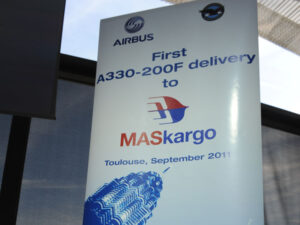 AIRBUS
First
A330-200F delivery
to
MASkargo
Toulouse, September 2011